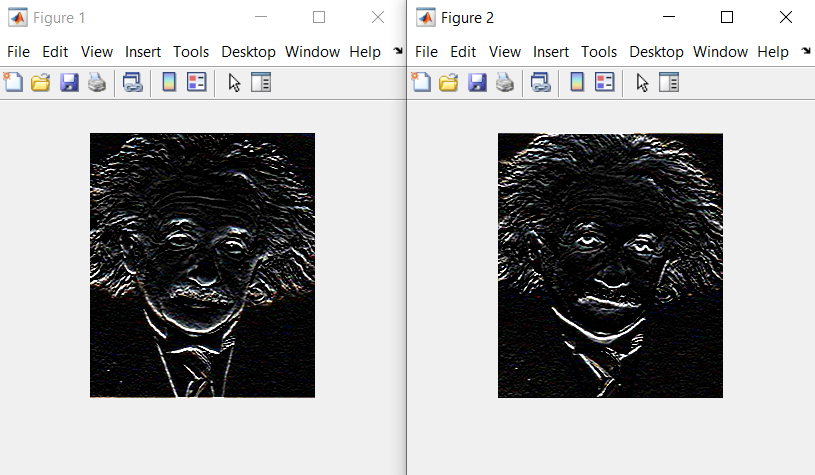 Figure 1
File Edit View Insert Tools Desktop Window Help
Figure 2
File Edit View Insert Tools Desktop Window Help